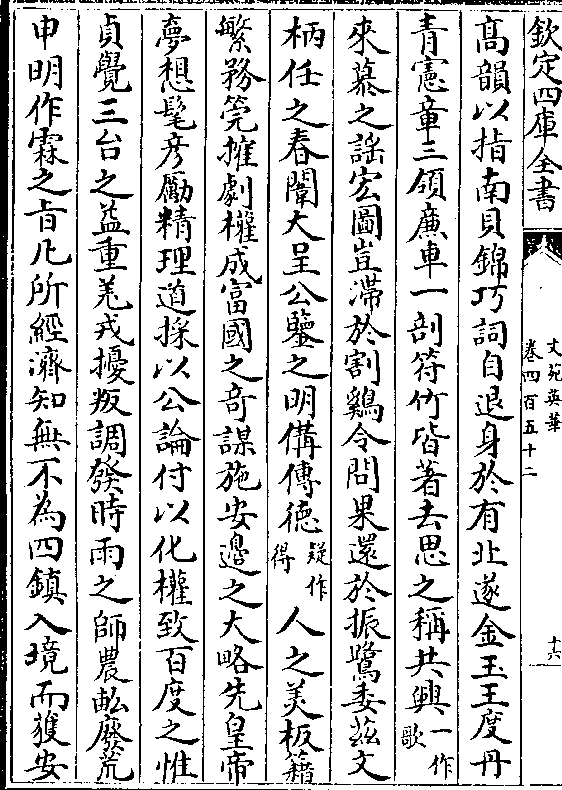 欽定四庫全書
文苑英華
卷四百五十二
十六
高韻以指南貝錦巧詞自退身於有北遂金玉王度丹
青憲章三領廉車一剖符竹皆著去思之稱共興一作歌
來慕之謡宏圖豈滯於割鷄令問果還於振鷺委茲文
柄任之春闈大呈公鑒之明備傳徳疑作得人之美板籍
繁務筦㩁劇權成富國之奇謀施安邊之大略先皇帝
夢想髦彦勵精理道採以公論付以化權致百度之惟
貞覺三台之益重羌戎擾叛調發時雨之師農畝廢荒
申明作霖之旨凡所經濟知無不為四鎮入境而獲安